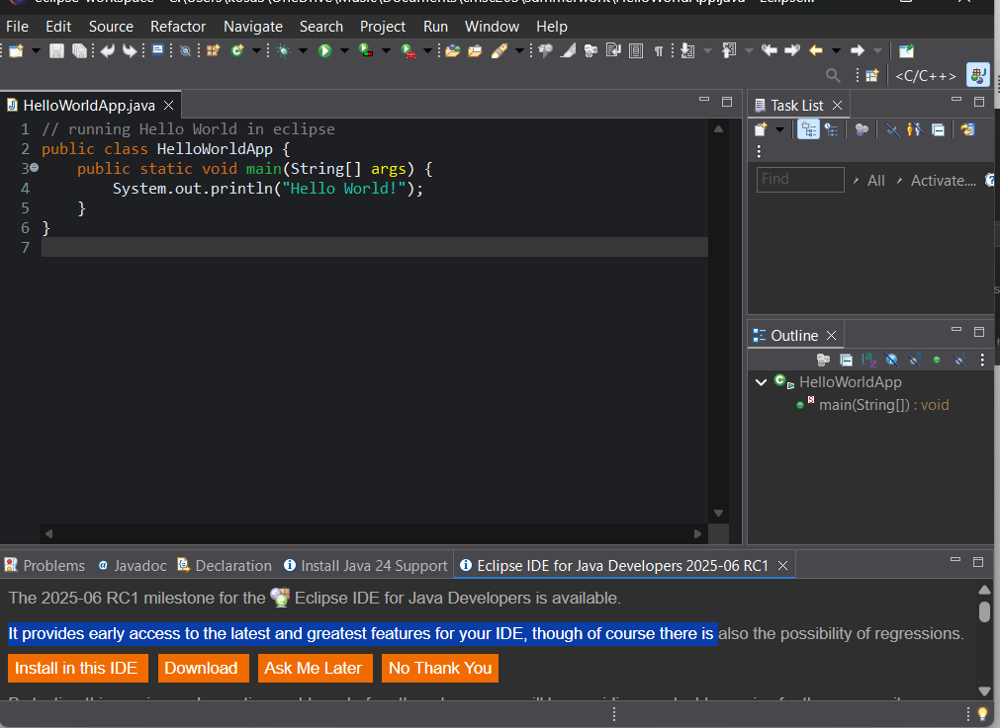 File Edit Source Refactor Navigate Search Project Run Window Help
<C/C++>
HelloWorldApp.java
1 // running Hello World in eclipse
2 public class HelloWorldApp {
3 public static void main(String[] args) {
4 System.out.println("Hello World!");
5 }
6 }
7
Task List
Find
All
Activate....
Outline
HelloWorldApp
main(String[]) : void
Problems
Javadoc
Declaration
Install Java 24 Support
Eclipse IDE for Java Developers 2025-06 RC1
The 2025-06 RC1 milestone for the Eclipse IDE for Java Developers is available.
It provides early access to the latest and greatest features for your IDE, though of course there is also the possibility of regressions.
Install in this IDE
Download
Ask Me Later
No Thank You